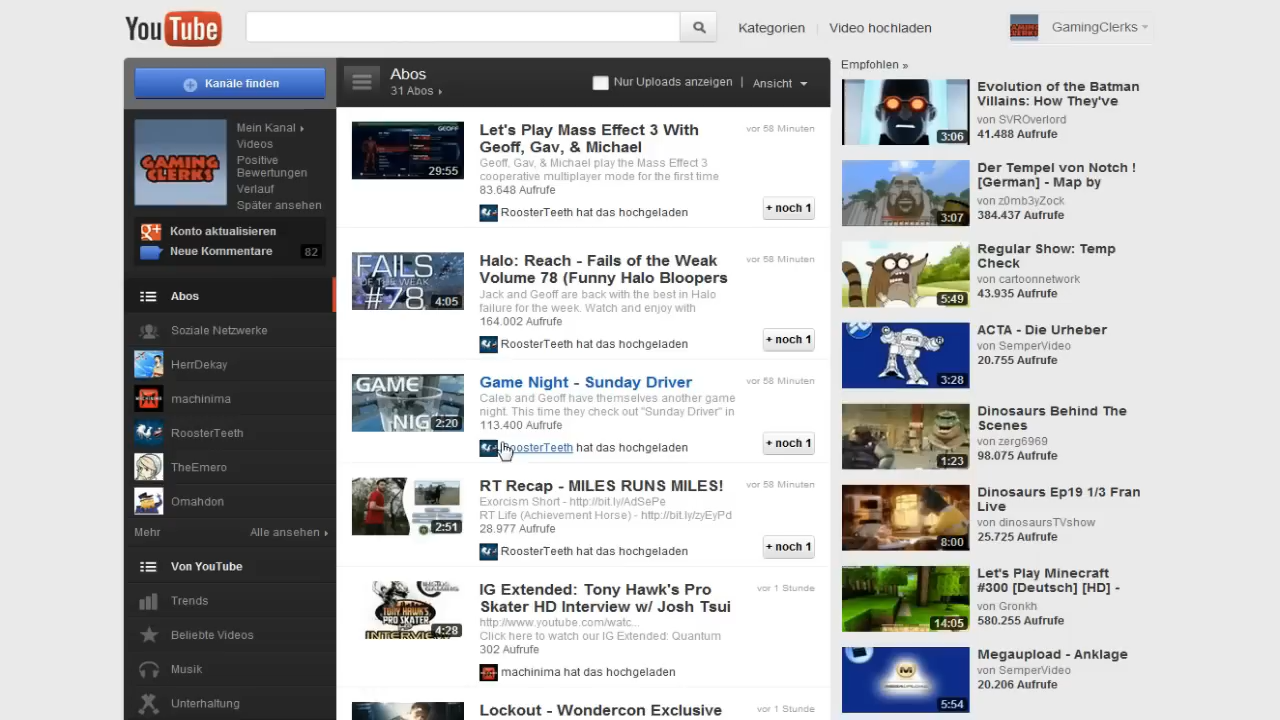 YouTube
Kategorien
Video hochladen
GamingClerks
Kanäle finden
GAMING
CLERKS
Mein Kanal
Videos
Positive
Bewertungen
Verlauf
Später ansehen
Konto aktualisieren
Neue Kommentare 82
Abos
Soziale Netzwerke
HerrDekay
machinima
RoosterTeeth
TheEmero
Omahdon
Mehr
Alle ansehen
Von YouTube
Trends
Beliebte Videos
Musik
Unterhaltung
Abos
31 Abos
Nur Uploads anzeigen
Ansicht
GEOFF
29:55
Let's Play Mass Effect 3 With
Geoff, Gav, & Michael
vor 58 Minuten
Geoff, Gav, & Michael play the Mass Effect 3
cooperative multiplayer mode for the first time
83.648 Aufrufe
RoosterTeeth hat das hochgeladen
+ noch 1
FAILS
OF THE WEAK
#78
4:05
Halo: Reach - Fails of the Weak
Volume 78 (Funny Halo Bloopers
vor 58 Minuten
Jack and Geoff are back with the best in Halo
failure for the week. Watch and enjoy with
164.002 Aufrufe
RoosterTeeth hat das hochgeladen
+ noch 1
GAME
NIGHT
2:20
Game Night - Sunday Driver
vor 58 Minuten
Caleb and Geoff have themselves another game
night. This time they check out "Sunday Driver" in
113.400 Aufrufe
RoosterTeeth hat das hochgeladen
+ noch 1
2:51
RT Recap - MILES RUNS MILES!
vor 58 Minuten
Exorcism Short - http://bit.ly/AdSePe
RT Life (Achievement Horse) - http://bit.ly/zyEyPd
28.977 Aufrufe
RoosterTeeth hat das hochgeladen
+ noch 1
TONY HAWK'S
INTERVIEW
4:28
IG Extended: Tony Hawk's Pro
Skater HD Interview w/ Josh Tsui
vor 1 Stunde
http://www.youtube.com/watc...
Click here to watch our IG Extended: Quantum
302 Aufrufe
machinima hat das hochgeladen
Lockout - Wondercon Exclusive
vor 1 Stunde
Empfohlen »
3:06
Evolution of the Batman
Villains: How They've
von SVROverlord
41.488 Aufrufe
3:07
Der Tempel von Notch !
[German] - Map by
von z0mb3yZock
384.437 Aufrufe
5:49
Regular Show: Temp
Check
von cartoonnetwork
43.935 Aufrufe
ACTA
3:28
ACTA - Die Urheber
von SemperVideo
20.755 Aufrufe
1:23
Dinosaurs Behind The
Scenes
von zerg6969
98.075 Aufrufe
8:00
Dinosaurs Ep19 1/3 Fran
Live
von dinosaursTVshow
25.725 Aufrufe
14:05
Let's Play Minecraft
#300 [Deutsch] [HD] -
von Gronkh
580.255 Aufrufe
5:54
Megaupload - Anklage
von SemperVideo
20.206 Aufrufe